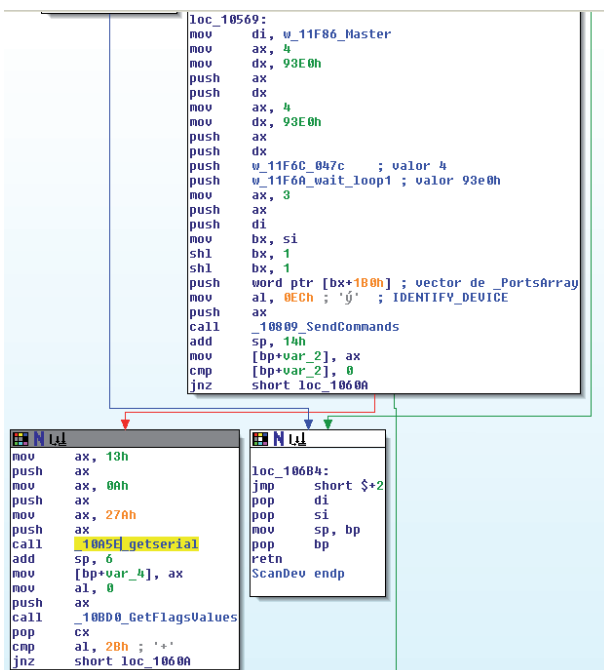 loc_10569:
mov di, w_11F86_Master
mov ax, 4
mov dx, 93E0h
push ax
push dx
mov ax, 4
mov dx, 93E0h
push ax
push dx
push w_11F6C_047c ; valor 4
push w_11F6A_wait_loop1 ; valor 93e0h
mov ax, 3
push ax
push di
mov bx, si
shl bx, 1
shl bx, 1
push word ptr [bx+1B0h] ; vector de _PortsArray
mov al, 0ECh ; 'ý' ; IDENTIFY_DEVICE
push ax
call _10809_SendCommands
add sp, 14h
mov [bp+var_2], ax
cmp [bp+var_2], 0
jnz short loc_1060A
mov ax, 13h
push ax
mov ax, 0Ah
push ax
mov ax, 27Ah
push ax
call _10A5E_getserial
add sp, 6
mov [bp+var_4], ax
mov al, 0
push ax
call _10BD0_GetFlagsValues
pop cx
cmp al, 2Bh ; '+'
jnz short loc_1060A
loc_106B4:
jmp short $+2
pop di
pop si
mov sp, bp
pop bp
retn
ScanDev endp